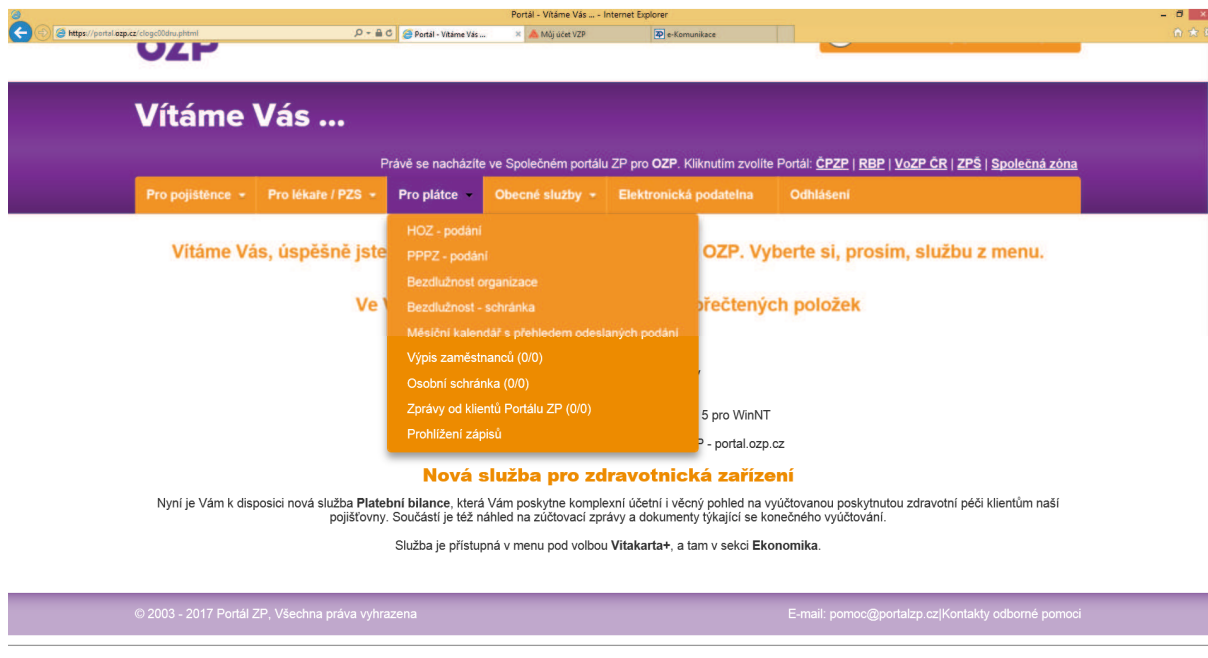 Portál - Vítáme Vás ... - Internet Explorer
https://portal.ozp.cz/clogc00dru.phtml
Portál - Vítáme Vás ...
Můj účet VZP
e-Komunikace
OZP
Vítáme Vás ...
Právě se nacházíte ve Společném portálu ZP pro OZP. Kliknutím zvolíte Portál: ČPZP | RBP | VoZP ČR | ZPŠ | Společná zóna
Pro pojištěnce Pro lékaře / PZS Pro plátce Obecné služby Elektronická podatelna Odhlášení
HOZ - podání
Vítáme Vás, úspěšně jste OZP. Vyberte si, prosím, službu z menu.
PPPZ - podání
Bezdlužnost organizace
Ve přečtených položek
Bezdlužnost - schránka
Měsíční kalendář s přehledem odeslaných podání
Výpis zaměstnanců (0/0)
Osobní schránka (0/0)
Zprávy od klientů Portálu ZP (0/0)
5 pro WinNT
Prohlížení zápisů
- portal.ozp.cz
Nová služba pro zdravotnická zařízení
Nyní je Vám k disposici nová služba Platební bilance, která Vám poskytne komplexní účetní i věcný pohled na vyúčtovanou poskytnutou zdravotní péči klientům naší
pojišťovny. Součástí je též náhled na zúčtovací zprávy a dokumenty týkající se konečného vyúčtování.
Služba je přístupná v menu pod volbou Vitakarta+, a tam v sekci Ekonomika.
© 2003 - 2017 Portál ZP, Všechna práva vyhrazena
E-mail: pomoc@portalzp.cz|Kontakty odborné pomoci